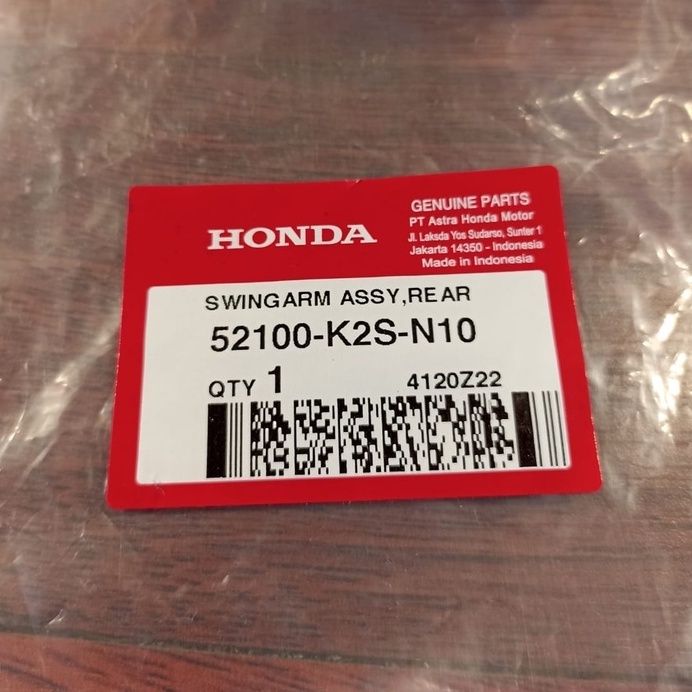 HONDA
GENUINE PARTS
PT Astra Honda Motor
Jl. Laksda Yos Sudarso, Sunter 1
Jakarta 14350 - Indonesia
Made in Indonesia
SWINGARM ASSY,REAR
52100-K2S-N10
QTY 1 4120Z22